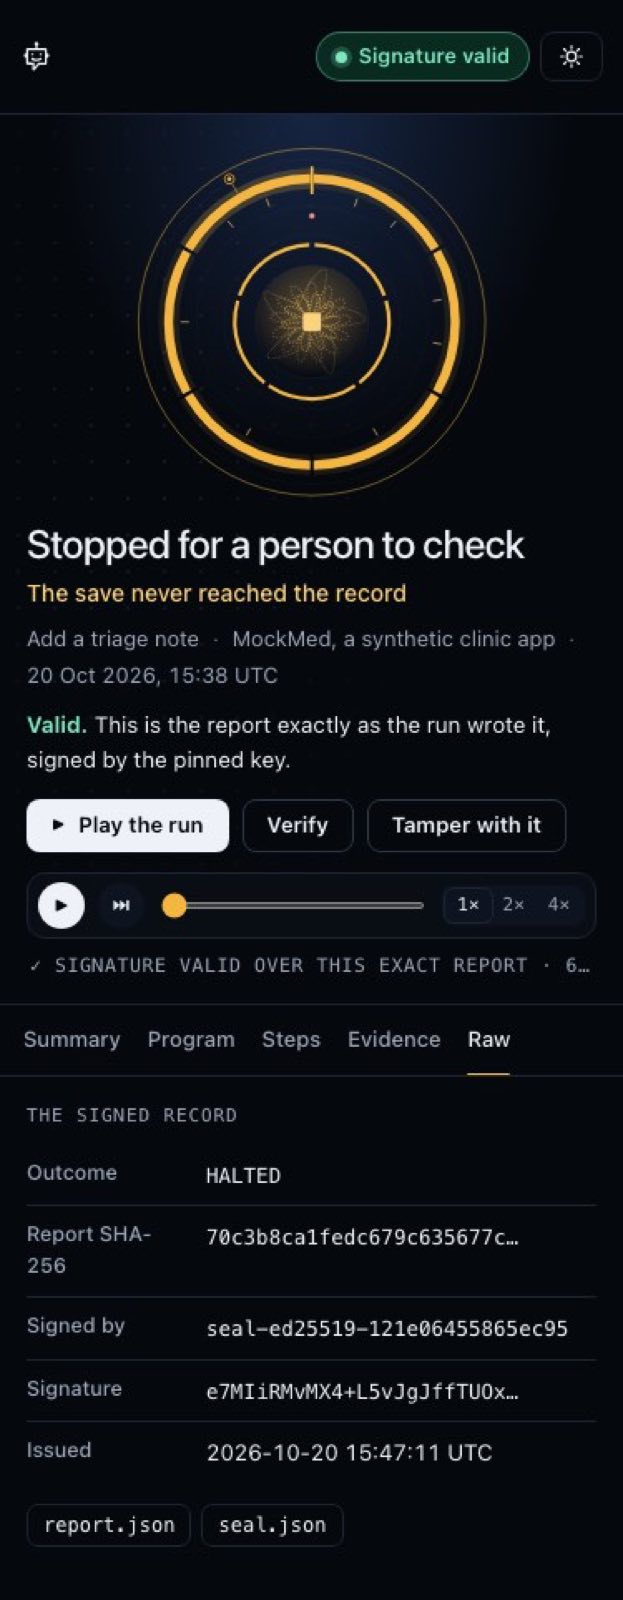 Signature valid
Stopped for a person to check
The save never reached the record
Add a triage note · MockMed, a synthetic clinic app ·
20 Oct 2026, 15:38 UTC
Valid. This is the report exactly as the run wrote it,
signed by the pinned key.
Play the run Verify Tamper with it
1× 2× 4×
✓ SIGNATURE VALID OVER THIS EXACT REPORT · 6…
Summary Program Steps Evidence Raw
THE SIGNED RECORD
Outcome HALTED
Report SHA-
256 70c3b8ca1fedc679c635677c…
Signed by seal-ed25519-121e06455865ec95
Signature e7MIiRMvMX4+L5vJgJffTUOx…
Issued 2026-10-20 15:47:11 UTC
report.json seal.json